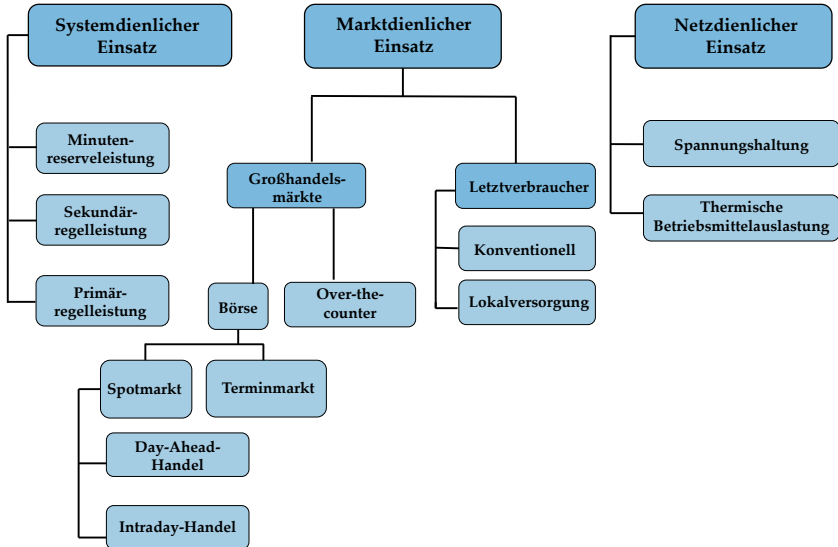 Systemdienlicher
Einsatz
Minuten-
reserveleistung
Sekundär-
regelleistung
Primär-
regelleistung
Marktdienlicher
Einsatz
Großhandels-
märkte
Börse
Over-the-
counter
Spotmarkt
Terminmarkt
Day-Ahead-
Handel
Intraday-Handel
Letztverbraucher
Konventionell
Lokalversorgung
Netzdienlicher
Einsatz
Spannungshaltung
Thermische
Betriebsmittelauslastung